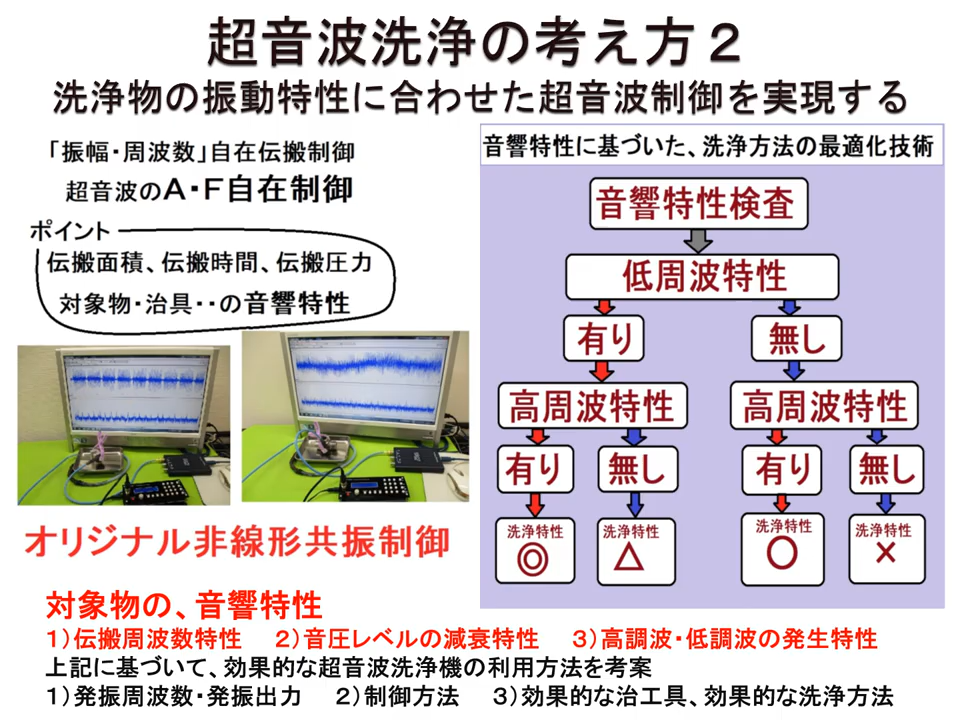 超音波洗浄の考え方２
洗浄物の振動特性に合わせた超音波制御を実現する
「振幅・周波数」自在伝搬制御
超音波のＡ・Ｆ自在制御
ポイント
伝搬面積、伝搬時間、伝搬圧力
対象物・治具・・の音響特性
オリジナル非線形共振制御
音響特性に基づいた、洗浄方法の最適化技術
音響特性検査
低周波特性
有り 無し
高周波特性 高周波特性
有り 無し 有り 無し
洗浄特性 洗浄特性 洗浄特性 洗浄特性
◎ △ ○ ×
対象物の、音響特性
１）伝搬周波数特性 ２）音圧レベルの減衰特性 ３）高調波・低調波の発生特性
上記に基づいて、効果的な超音波洗浄機の利用方法を考案
１）発振周波数・発振出力 ２）制御方法 ３）効果的な治工具、効果的な洗浄方法